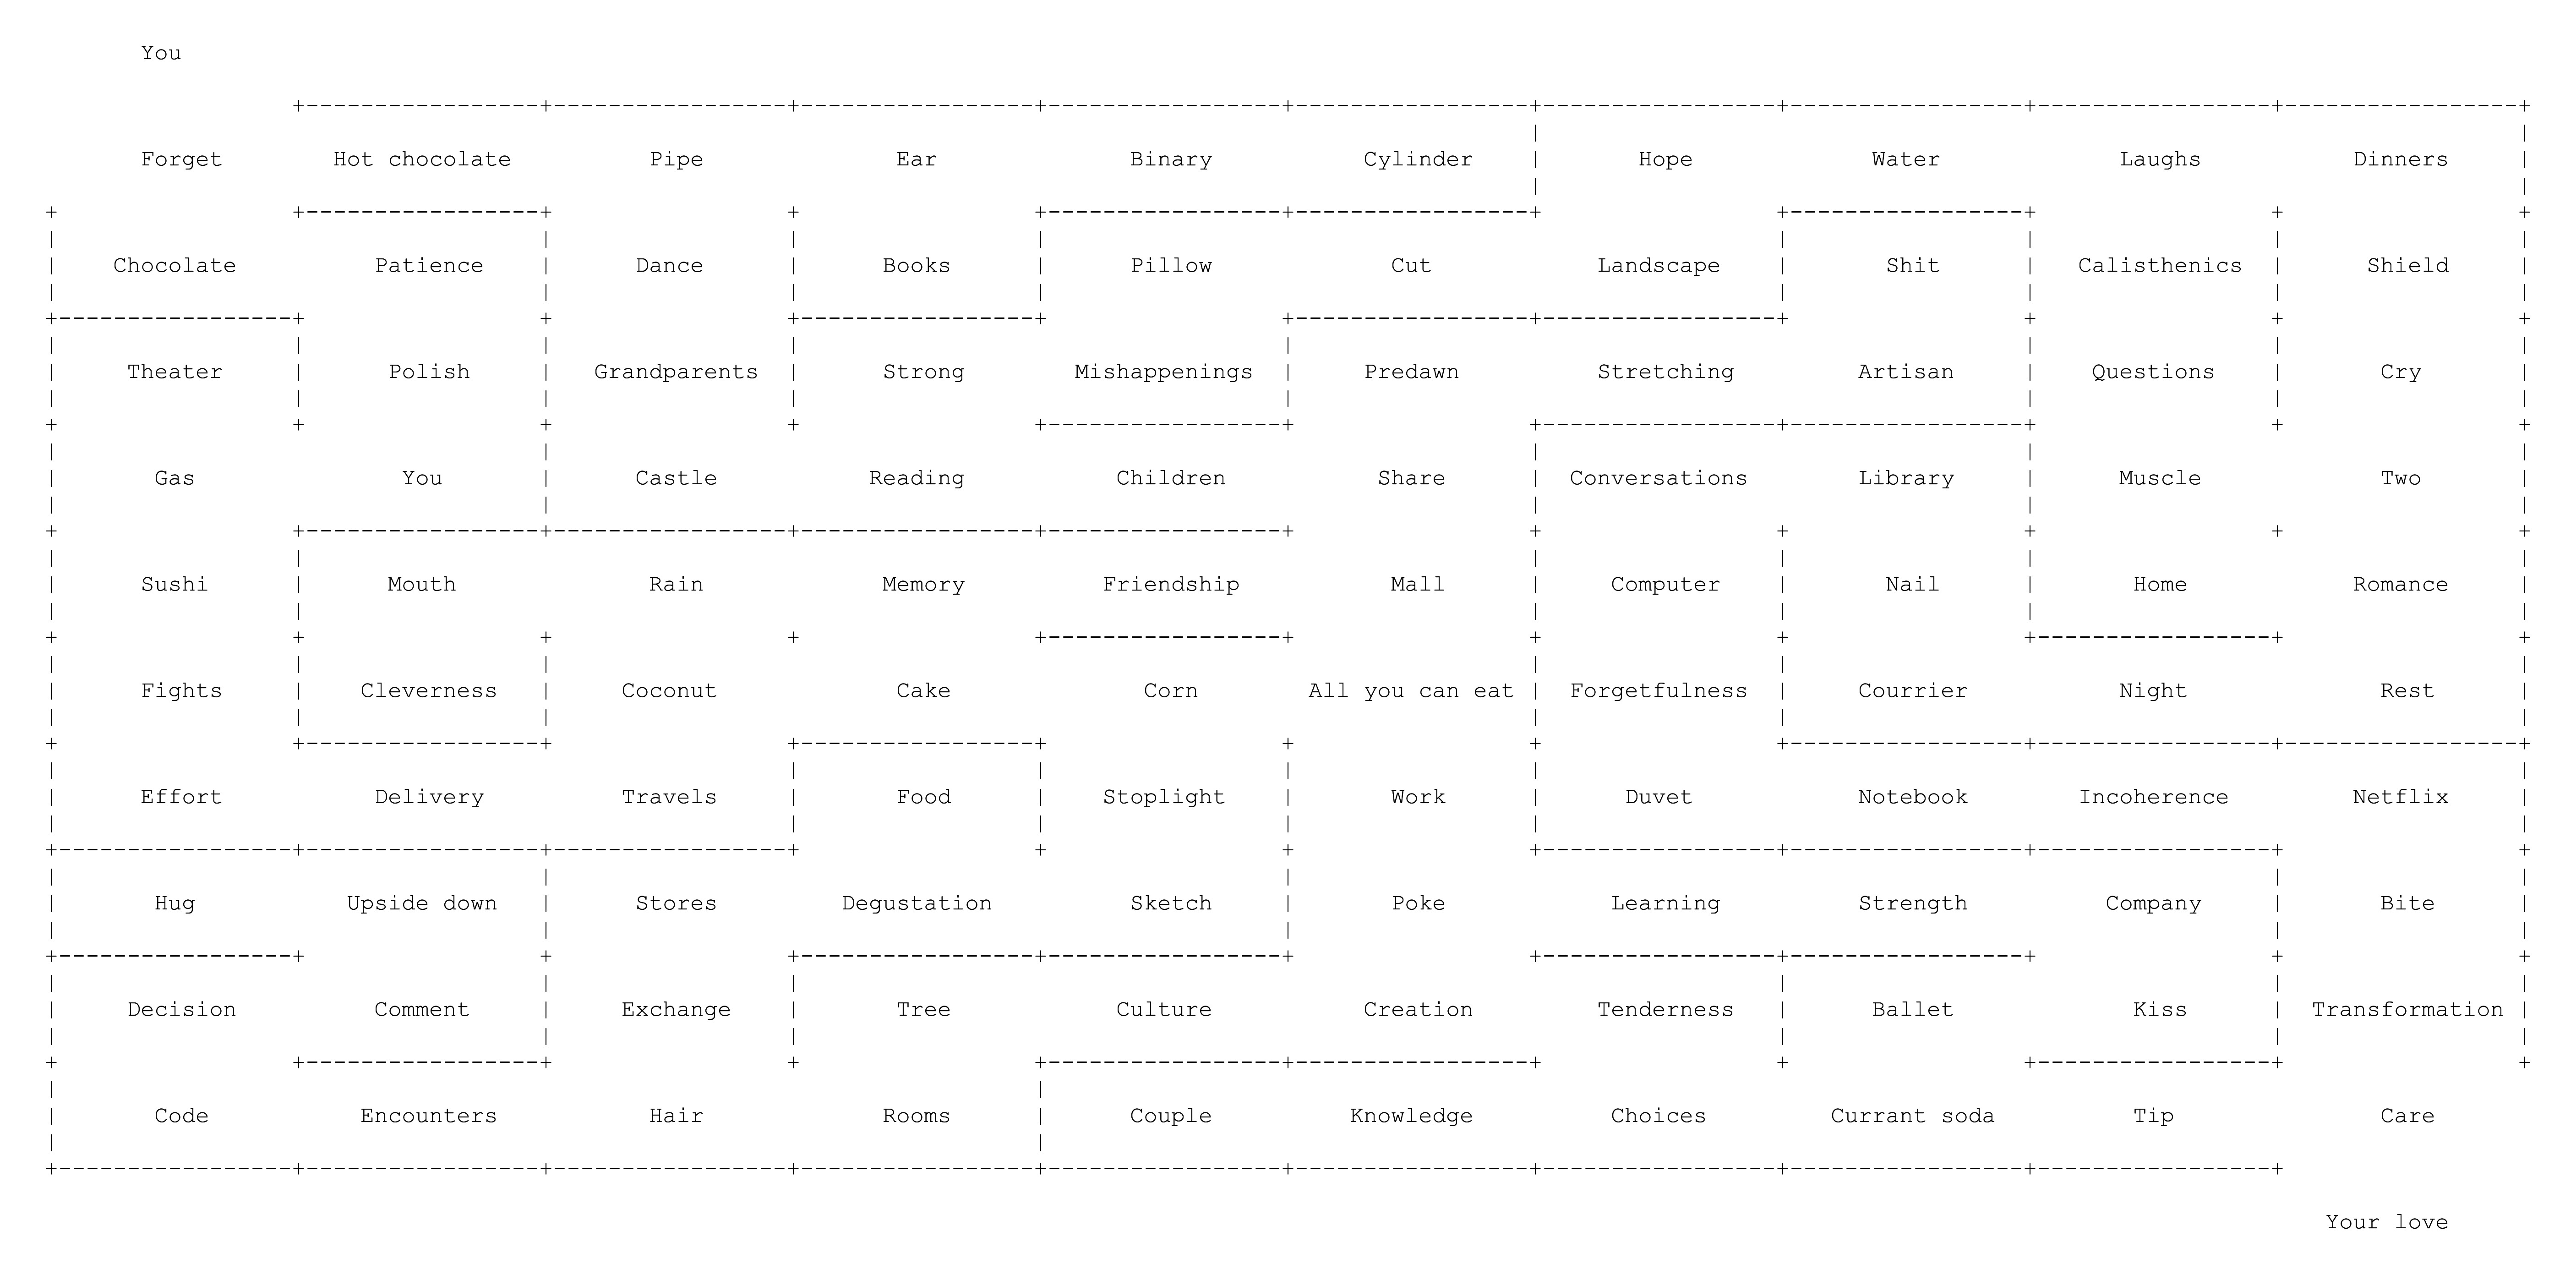 You
Forget Hot chocolate Pipe Ear Binary Cylinder Hope Water Laughs Dinners
Chocolate Patience Dance Books Pillow Cut Landscape Shit Calisthenics Shield
Theater Polish Grandparents Strong Mishappenings Predawn Stretching Artisan Questions Cry
Gas You Castle Reading Children Share Conversations Library Muscle Two
Sushi Mouth Rain Memory Friendship Mall Computer Nail Home Romance
Fights Cleverness Coconut Cake Corn All you can eat Forgetfulness Courrier Night Rest
Effort Delivery Travels Food Stoplight Work Duvet Notebook Incoherence Netflix
Hug Upside down Stores Degustation Sketch Poke Learning Strength Company Bite
Decision Comment Exchange Tree Culture Creation Tenderness Ballet Kiss Transformation
Code Encounters Hair Rooms Couple Knowledge Choices Currant soda Tip Care
Your love